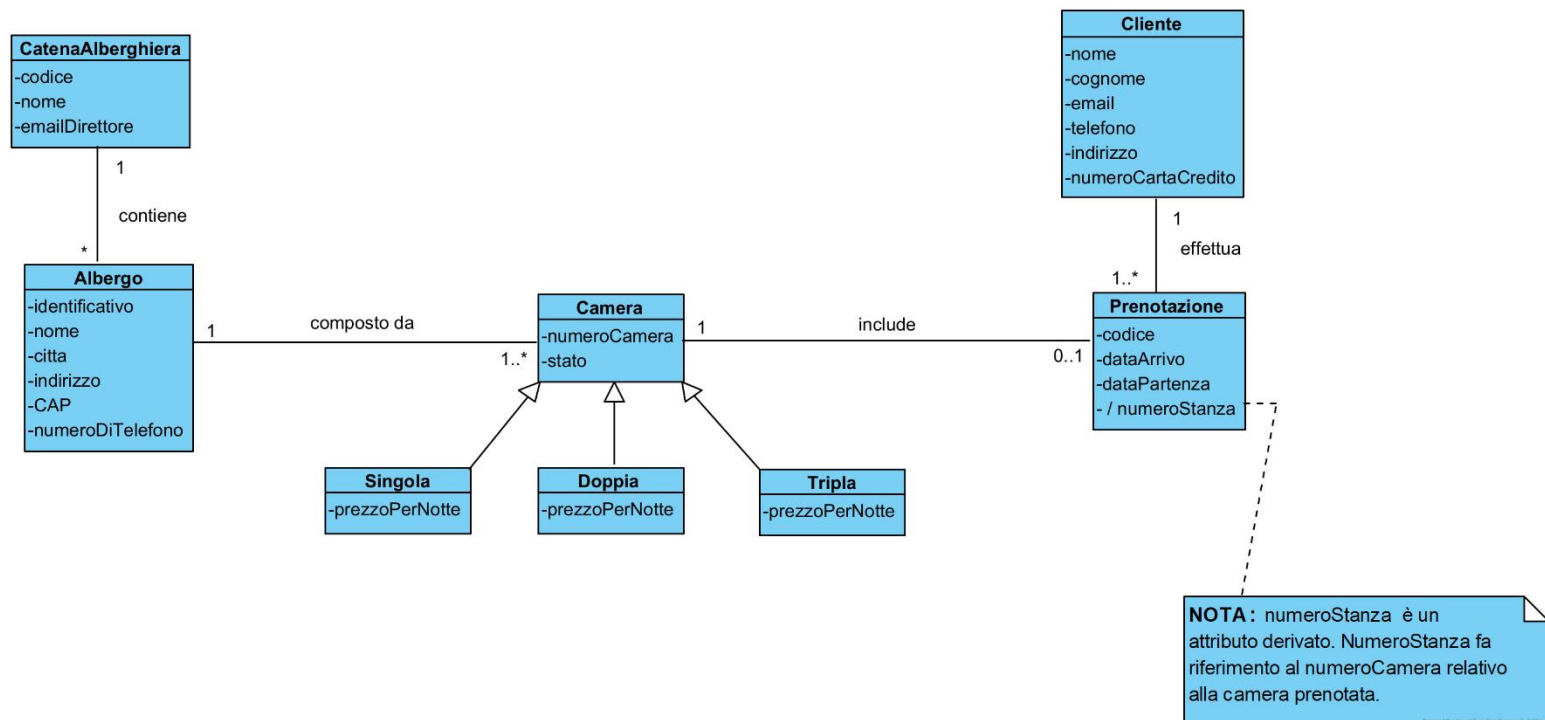 CatenaAlberghiera
-codice
-nome
-emailDirettore
1
contiene
*
Albergo
-identificativo
-nome
-citta
-indirizzo
-CAP
-numeroDiTelefono
1
composto da
1..*
Camera
-numeroCamera
-stato
Singola
-prezzoPerNotte
Doppia
-prezzoPerNotte
Tripla
-prezzoPerNotte
1
include
0..1
Cliente
-nome
-cognome
-email
-telefono
-indirizzo
-numeroCartaCredito
1
effettua
1..*
Prenotazione
-codice
-dataArrivo
-dataPartenza
- / numeroStanza
NOTA : numeroStanza è un
attributo derivato. NumeroStanza fa
riferimento al numeroCamera relativo
alla camera prenotata.